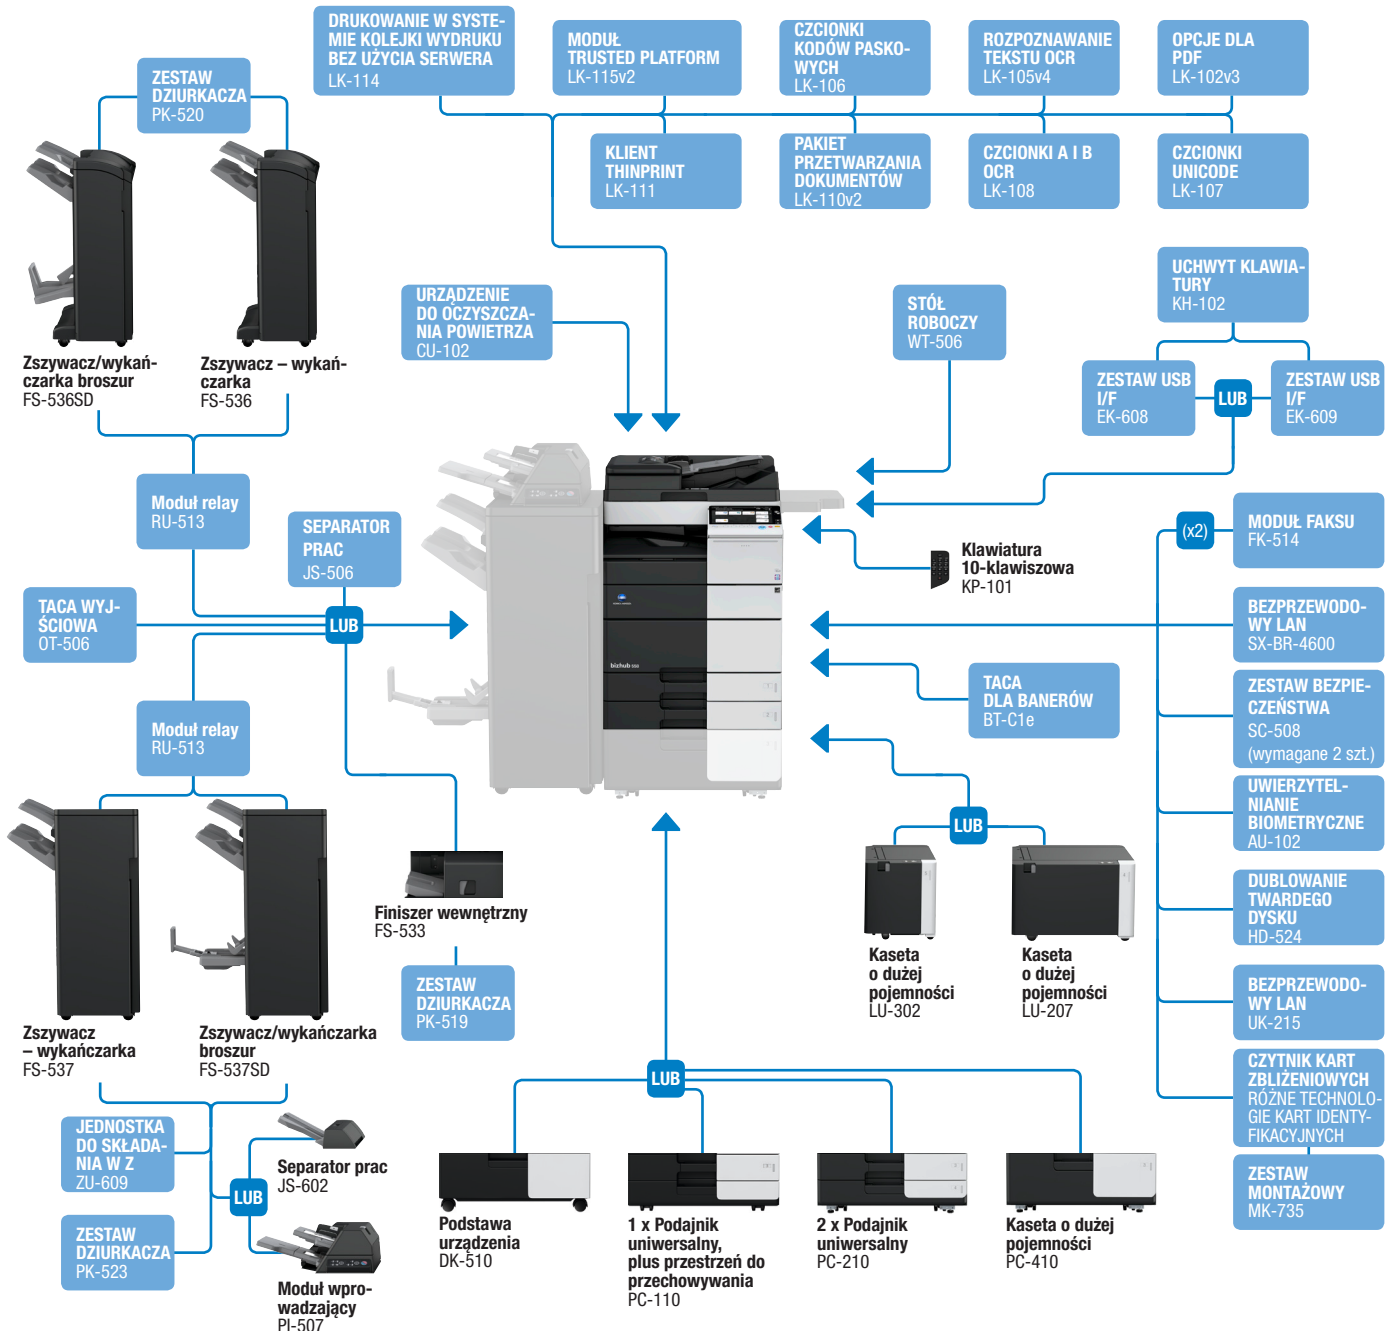 DRUKOWANIE W SYSTE-
MIE KOLEJKI WYDRUKU
BEZ UŻYCIA SERWERA
LK-114
MODUŁ
TRUSTED PLATFORM
LK-115v2
CZCIONKI
KODÓW PASKO-
WYCH
LK-106
ROZPOZNAWANIE
TEKSTU OCR
LK-105v4
OPCJE DLA
PDF
LK-102v3
ZESTAW
DZIURKACZA
PK-520
KLIENT
THINPRINT
LK-111
PAKIET
PRZETWARZANIA
DOKUMENTÓW
LK-110v2
CZCIONKI A I B
OCR
LK-108
CZCIONKI
UNICODE
LK-107
Zszywacz/wykań-
czarka broszur
FS-536SD
Zszywacz – wykań-
czarka
FS-536
URZĄDZENIE
DO OCZYSZCZA-
NIA POWIETRZA
CU-102
STÓŁ
ROBOCZY
WT-506
UCHWYT KLAWIA-
TURY
KH-102
ZESTAW USB
I/F
EK-608
LUB
ZESTAW USB
I/F
EK-609
Moduł relay
RU-513
SEPARATOR
PRAC
JS-506
TACA WYJ-
ŚCIOWA
OT-506
LUB
Klawiatura
10-klawiszowa
KP-101
(x2)
MODUŁ FAKSU
FK-514
BEZPRZEWODO-
WY LAN
SX-BR-4600
bizhub
TACA
DLA BANERÓW
BT-C1e
ZESTAW BEZPIE-
CZEŃSTWA
SC-508
(wymagane 2 szt.)
Moduł relay
RU-513
UWIERZYTEL-
NIANIE
BIOMETRYCZNE
AU-102
LUB
Finiszer wewnętrzny
FS-533
DUBLOWANIE
TWARDEGO
DYSKU
HD-524
Kaseta
o dużej
pojemności
LU-302
Kaseta
o dużej
pojemności
LU-207
ZESTAW
DZIURKACZA
PK-519
BEZPRZEWODO-
WY LAN
UK-215
Zszywacz
– wykańczarka
FS-537
Zszywacz/wykańczarka
broszur
FS-537SD
LUB
CZYTNIK KART
ZBLIŻENIOWYCH
RÓŻNE TECHNOLO-
GIE KART IDENTY-
FIKACYJNYCH
JEDNOSTKA
DO SKŁADA-
NIA W Z
ZU-609
Separator prac
JS-602
LUB
ZESTAW
MONTAŻOWY
MK-735
ZESTAW
DZIURKACZA
PK-523
Moduł wpro-
wadzający
PI-507
Podstawa
urządzenia
DK-510
1 x Podajnik
uniwersalny,
plus przestrzeń do
przechowywania
PC-110
2 x Podajnik
uniwersalny
PC-210
Kaseta o dużej
pojemności
PC-410